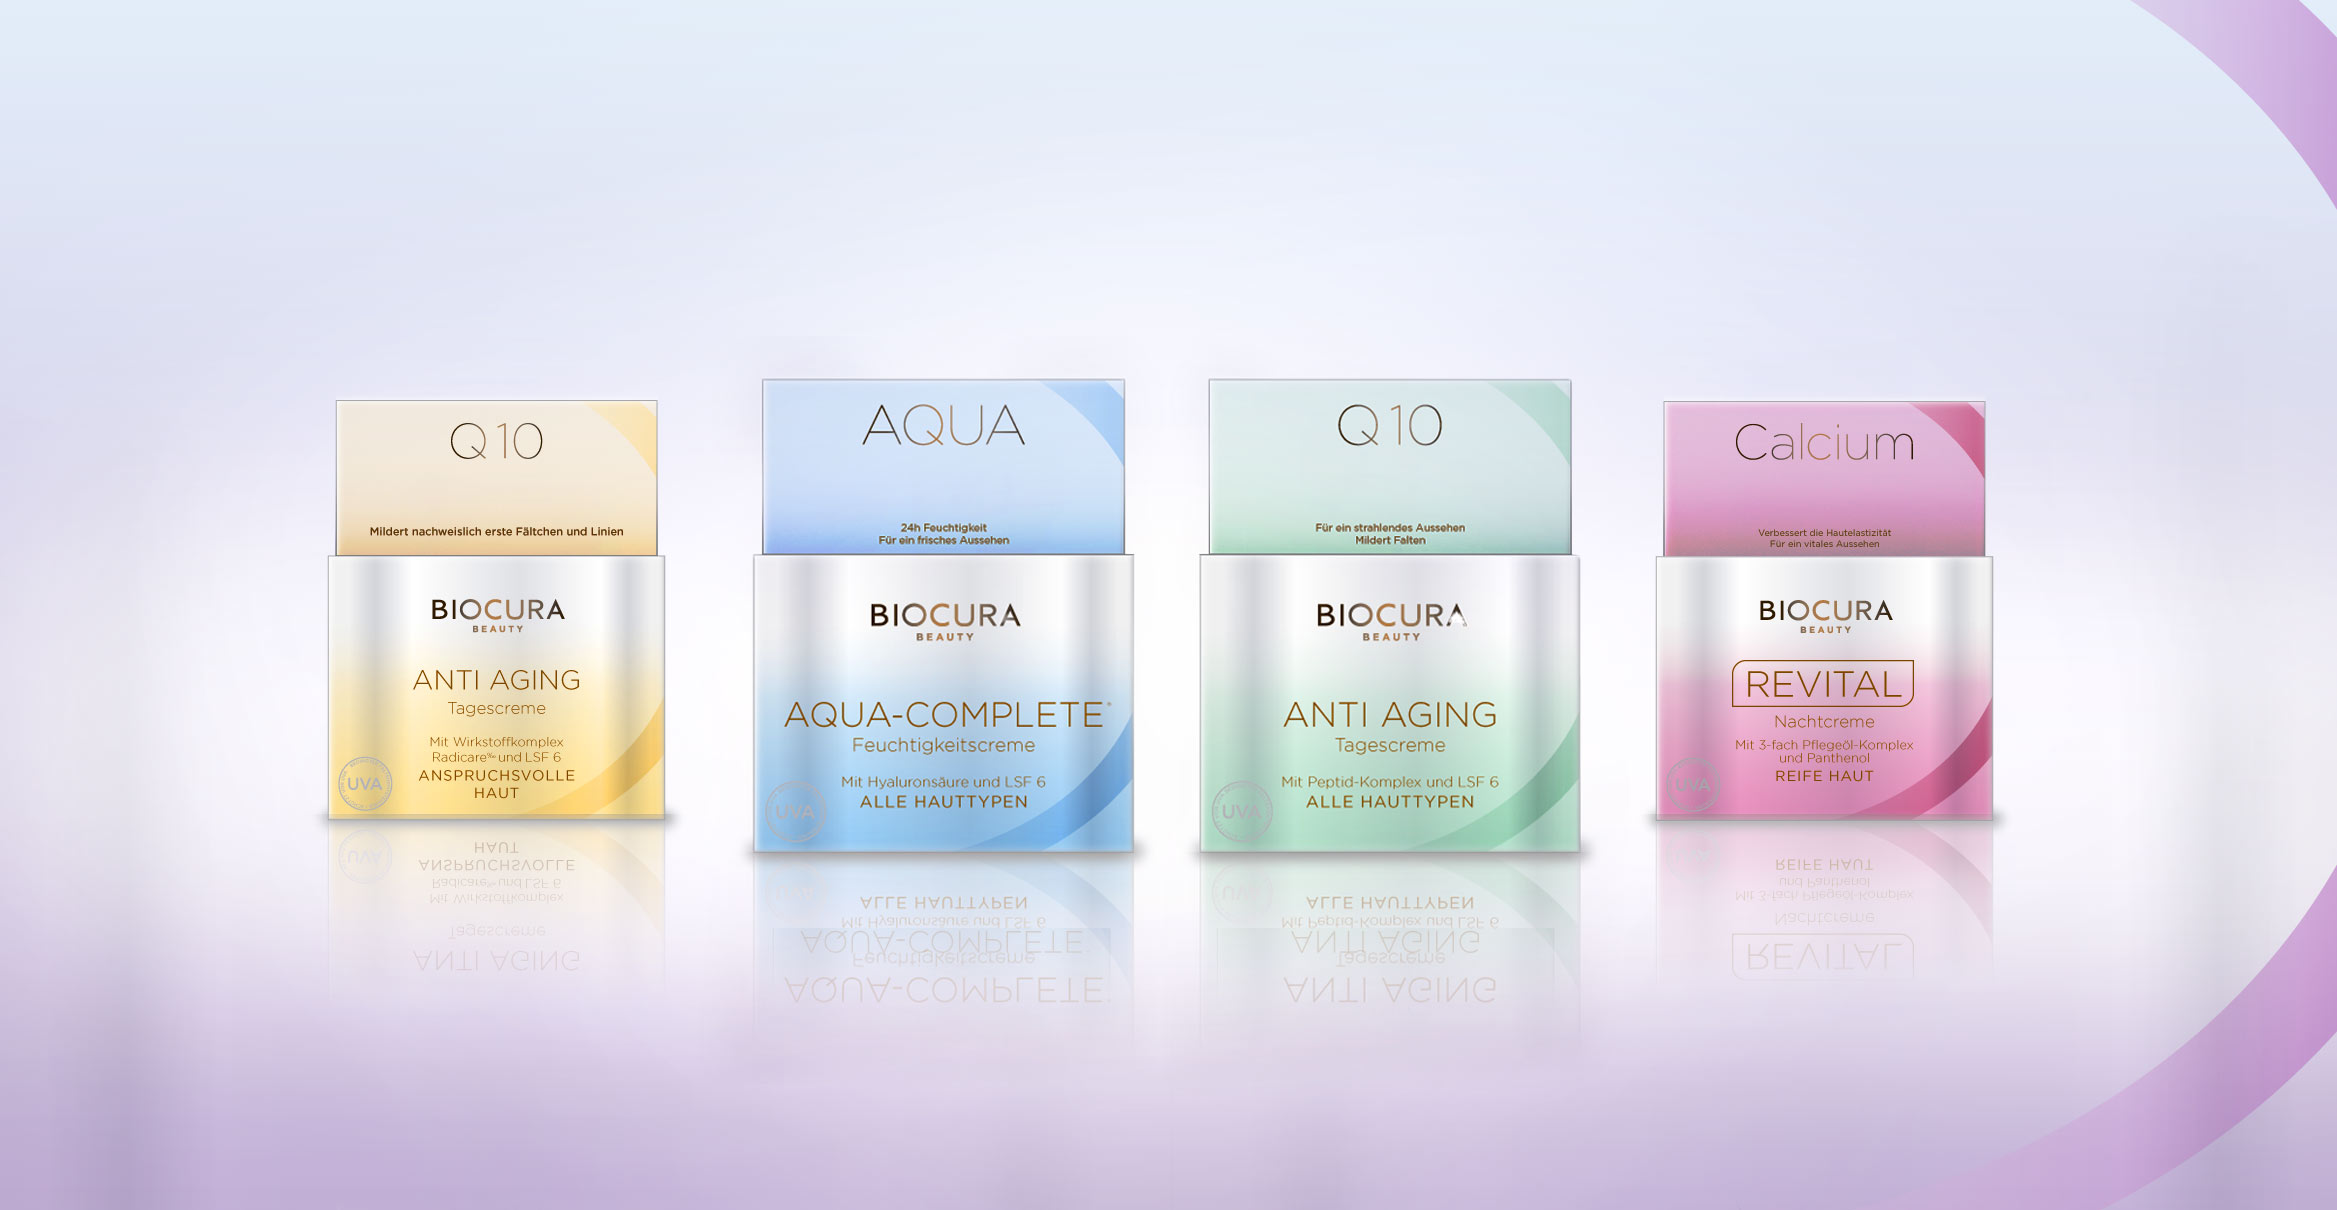 Q10
Mildert nachweislich erste Fältchen und Linien
BIOCURA
BEAUTY
ANTI AGING
Tagescreme
Mit Wirkstoffkomplex
und LSF 6
ANSPRUCHSVOLLE
HAUT
UVA
AQUA
24h Feuchtigkeit
Für ein frisches Aussehen
BIOCURA
BEAUTY
AQUA-COMPLETE
Feuchtigkeitscreme
Mit Hyaluronsäure und LSF 6
ALLE HAUTTYPEN
UVA
Q10
Für ein strahlendes Aussehen
Mildert Falten
BIOCURA
BEAUTY
ANTI AGING
Tagescreme
Mit Peptid-Komplex und LSF 6
ALLE HAUTTYPEN
UVA
Calcium
Verbessert die Hautelastizität
Für ein vitales Aussehen
BIOCURA
BEAUTY
REVITAL
Nachtcreme
Mit 3-fach Pflegeöl-Komplex
und Panthenol
REIFE HAUT
UVA